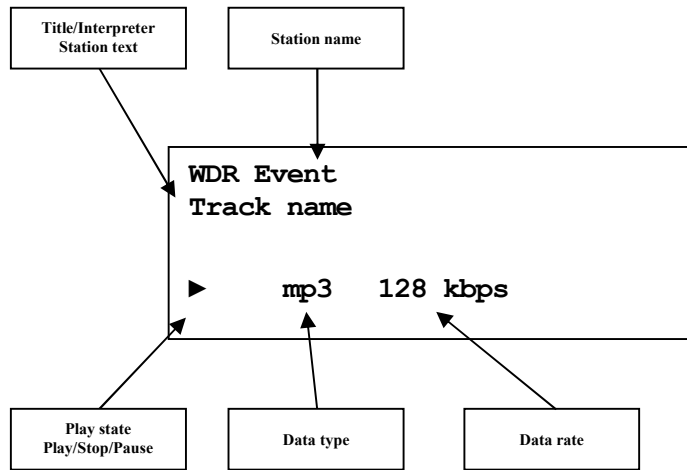 Title/Interpreter
Station text
Station name
WDR Event
Track name
► mp3 128 kbps
Play state
Play/Stop/Pause
Data type
Data rate